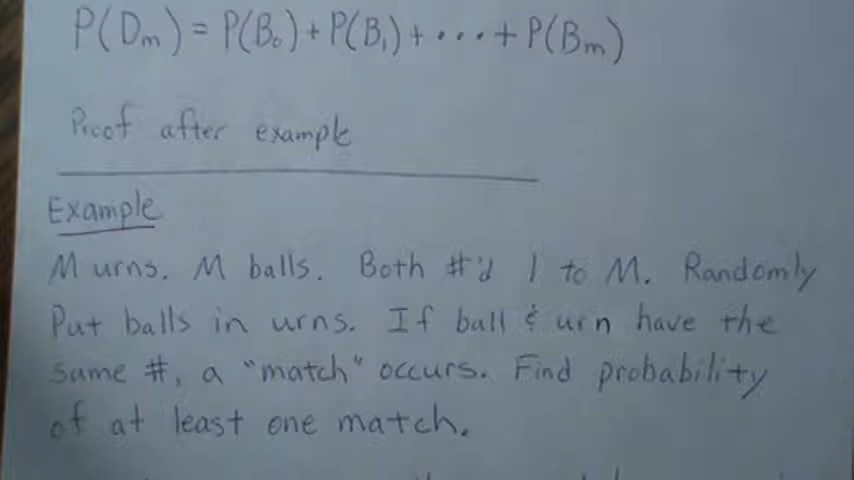 P(Dm) = P(B₀) + P(B₁) + ··· + P(Bm)
Proof after example
Example
M urns. M balls. Both #'d 1 to M. Randomly
Put balls in urns. If ball & urn have the
same #, a "match" occurs. Find probability
of at least one match.